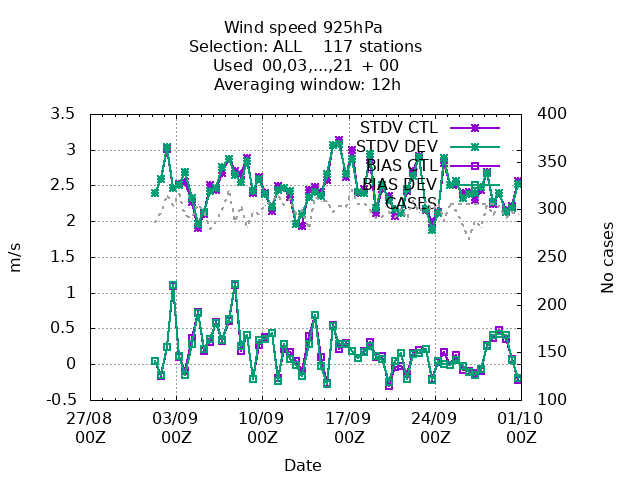 Wind speed 925hPa
Selection: ALL    117 stations
Used  00,03,...,21  + 00
Averaging window: 12h
STDV CTL
STDV DEV
BIAS CTL
BIAS DEV
CASES
3.5
3
2.5
2
1.5
1
0.5
0
-0.5
m/s
400
350
300
250
200
150
100
No cases
27/08 03/09 10/09 17/09 24/09 01/10
00Z 00Z 00Z 00Z 00Z 00Z
Date